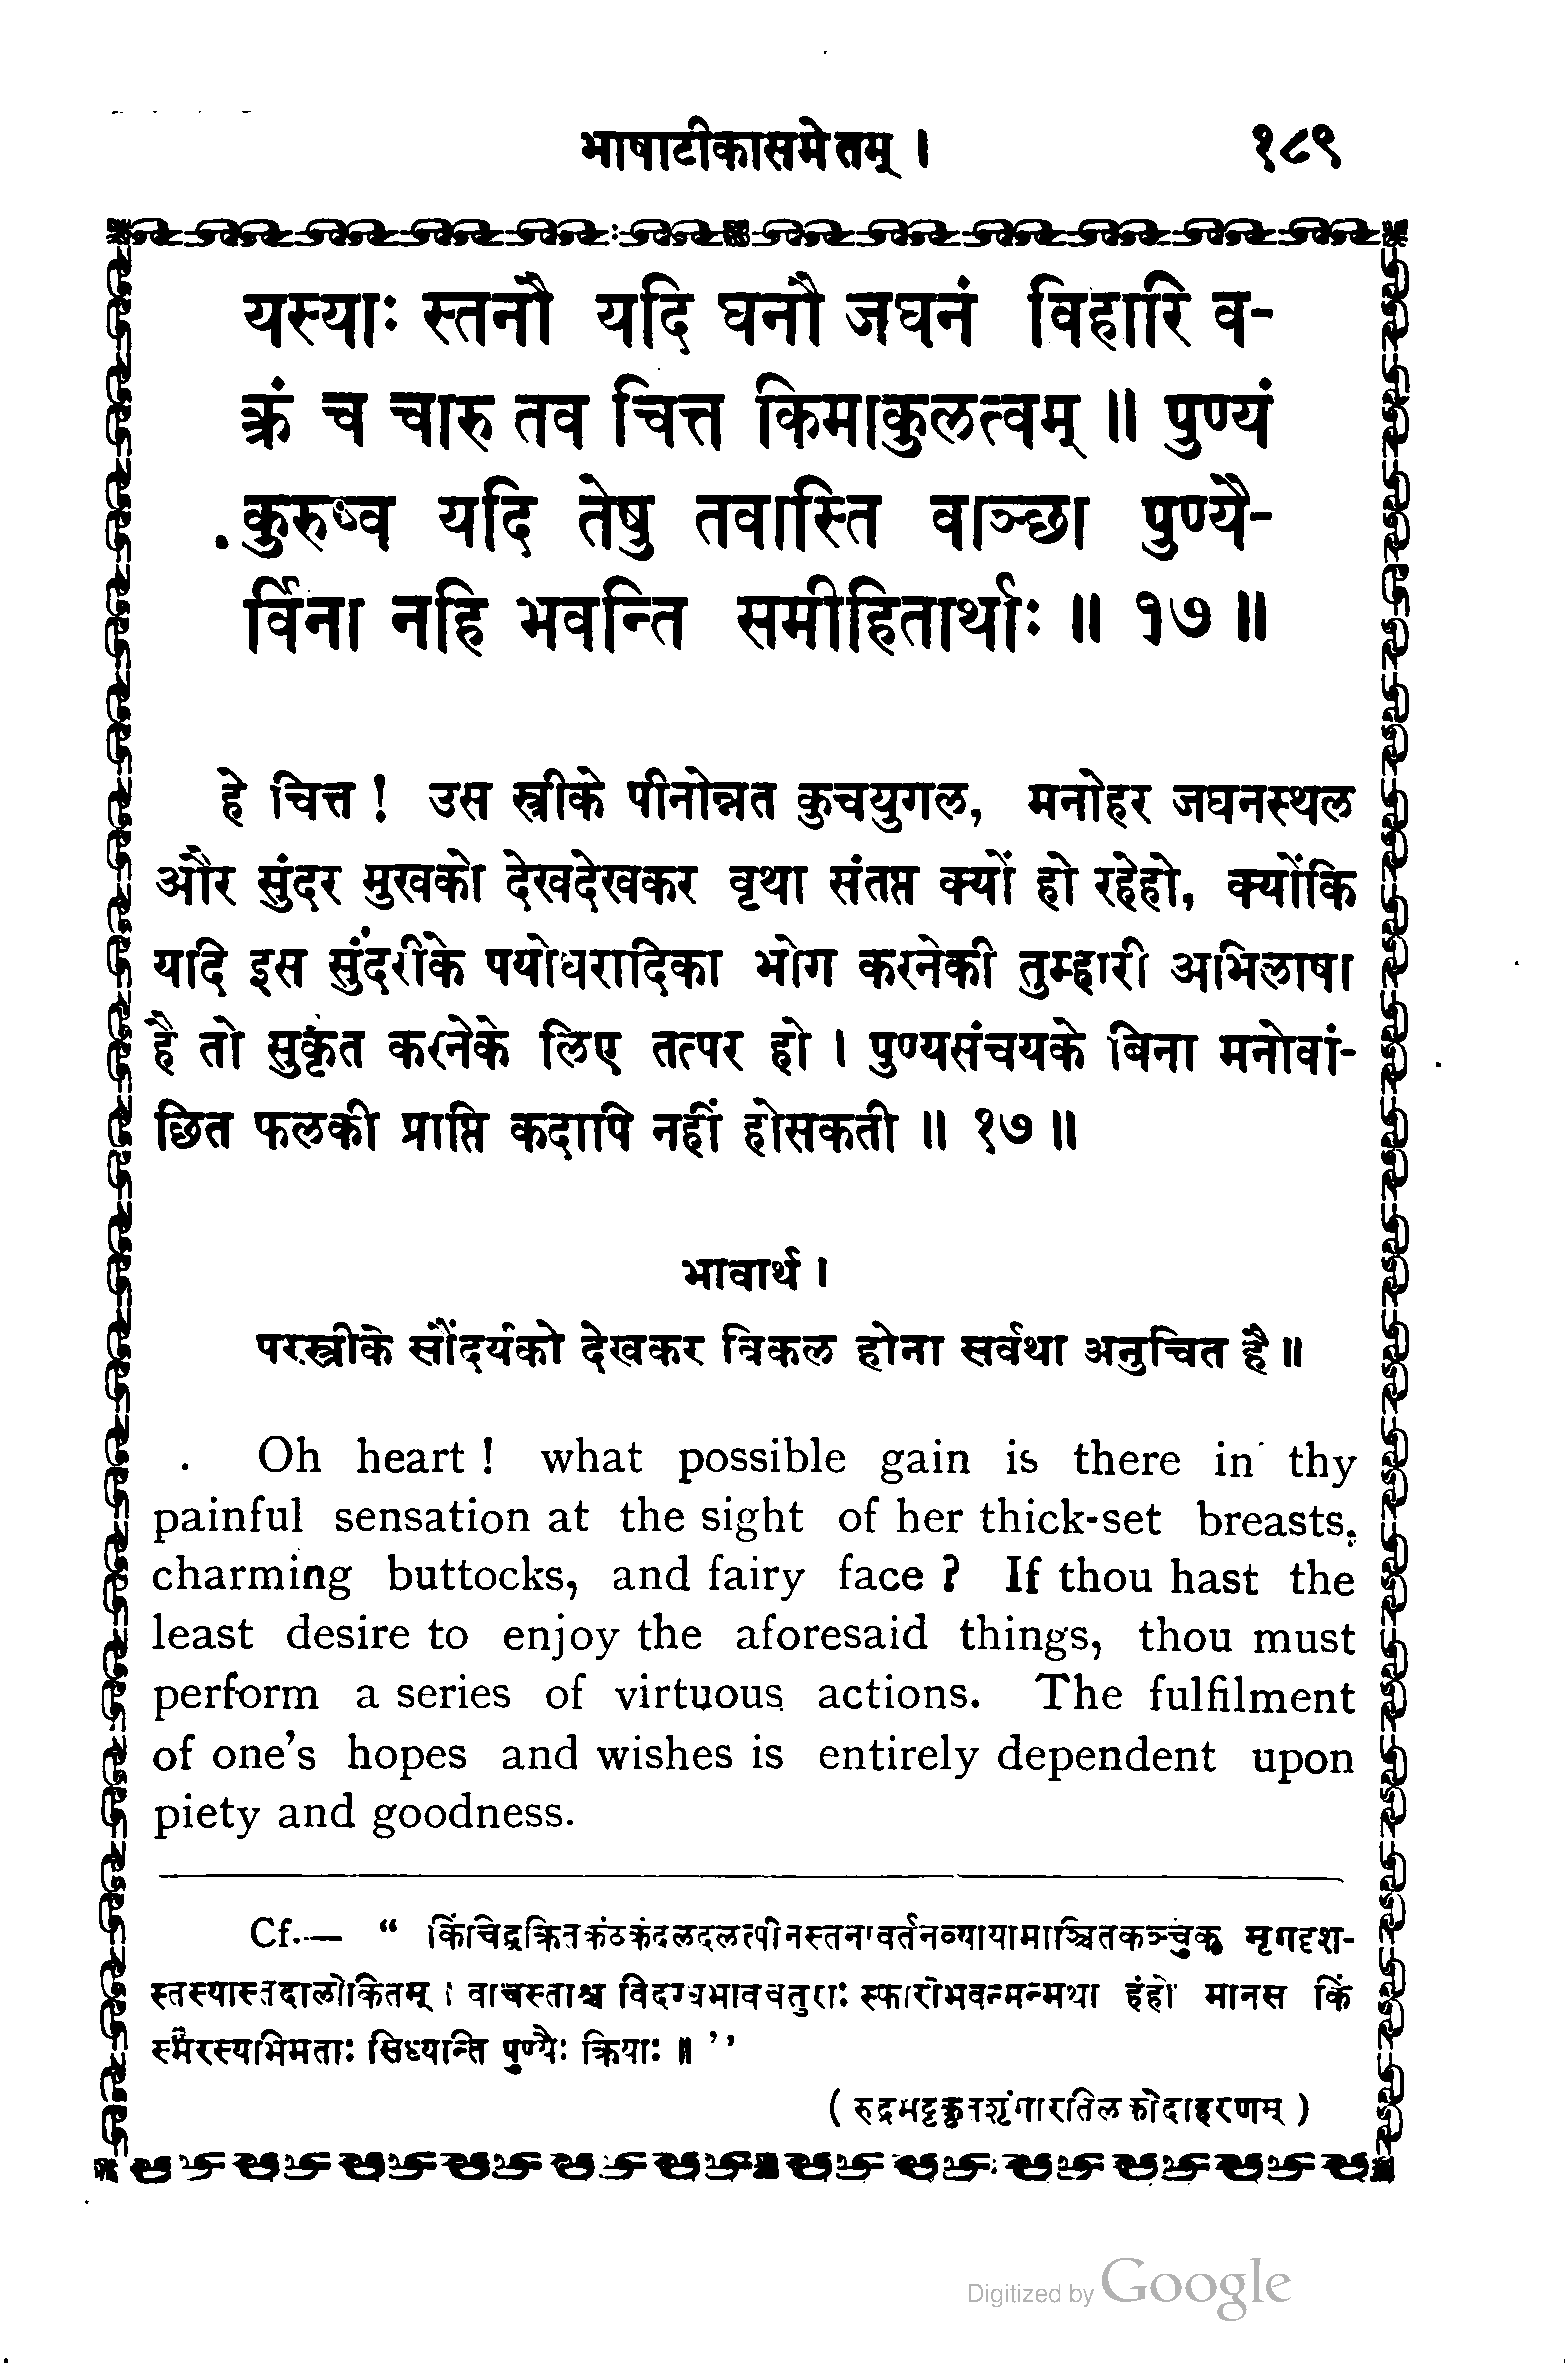 भाषाटीकासमेतम् । १८९
यस्याः स्तनौ यदि घनौ जघनं विहारि व-
क्रं च चारु तव चित्त किमाकुलत्वम् ॥ पुण्यं
कुरुष्व यदि तेषु तवास्ति वाञ्छा पुण्यै-
र्विना नहि भवन्ति समीहितार्थाः ॥ १७ ॥
हे चित्त ! उस स्त्रीके पीनोन्नत कुचयुगल, मनोहर जघनस्थल
और सुंदर मुखको देखदेखकर वृथा संतप्त क्यों हो रहेहो, क्योंकि
यदि इस सुंदरीके पयोधरादिका भोग करनेकी तुम्हारी अभिलाषा
है तो सुकृत करनेके लिए तत्पर हो । पुण्यसंचयके बिना मनोवां-
छित फलकी प्राप्ति कदापि नहीं होसकती ॥ १७ ॥
भावार्थ ।
परस्त्रीके सौंदर्यको देखकर विकल होना सर्वथा अनुचित है ॥
Oh heart ! what possible gain is there in thy
painful sensation at the sight of her thick-set breasts,
charming buttocks, and fairy face ? If thou hast the
least desire to enjoy the aforesaid things, thou must
perform a series of virtuous actions. The fulfilment
of one's hopes and wishes is entirely dependent upon
piety and goodness.
Cf.— “ किंचिद्वक्रितकंठकंदलदलत्पीनस्तनावर्तनव्यायामाञ्चितकञ्चुकं मृगदृश-
स्तस्यास्तदालोकितम् । वाचस्ताश्च विदग्धभावचतुराः स्फारीभवन्मन्मथा हंहो मानस किं
स्मरस्यभिमताः सिध्यन्ति पुण्यैः क्रियाः ॥ ’’
( रुद्रभट्टकृतशृंगारतिलकोदाहरणम् )
Digitized by Google